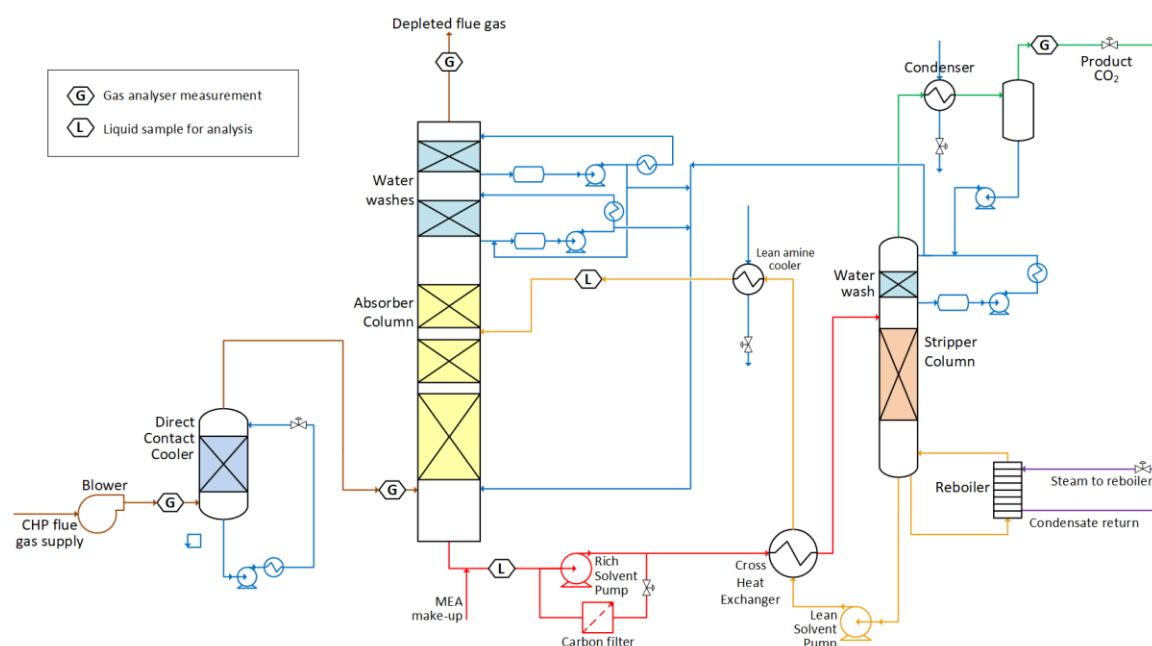 Depleted flue gas
G
G
Gas analyser measurement
L
Liquid sample for analysis
Condenser
G
Product
CO2
Water
washes
Lean amine
cooler
L
Water
wash
Absorber
Column
Stripper
Column
Direct
Contact
Cooler
Blower
G
G
CHP flue
gas supply
Reboiler
Steam to reboiler
Condensate return
L
Rich
Solvent
Pump
MEA
make-up
Carbon filter
Cross
Heat
Exchanger
Lean
Solvent
Pump